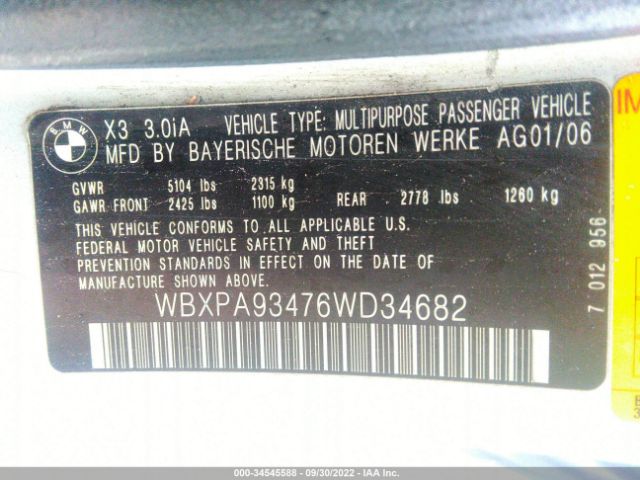 BMW
X3 3.0iA VEHICLE TYPE: MULTIPURPOSE PASSENGER VEHICLE
MFD BY BAYERISCHE MOTOREN WERKE AG01/06
GVWR 5104 lbs 2315 kg
GAWR FRONT 2425 lbs 1100 kg REAR 2778 lbs 1260 kg
THIS VEHICLE CONFORMS TO ALL APPLICABLE U.S.
FEDERAL MOTOR VEHICLE SAFETY AND THEFT
PREVENTION STANDARDS IN EFFECT ON THE DATE OF
MANUFACTURE SHOWN ABOVE.
WBXPA93476WD34682
7 012 956
IM
000-34545588 - 09/30/2022 - IAA Inc.